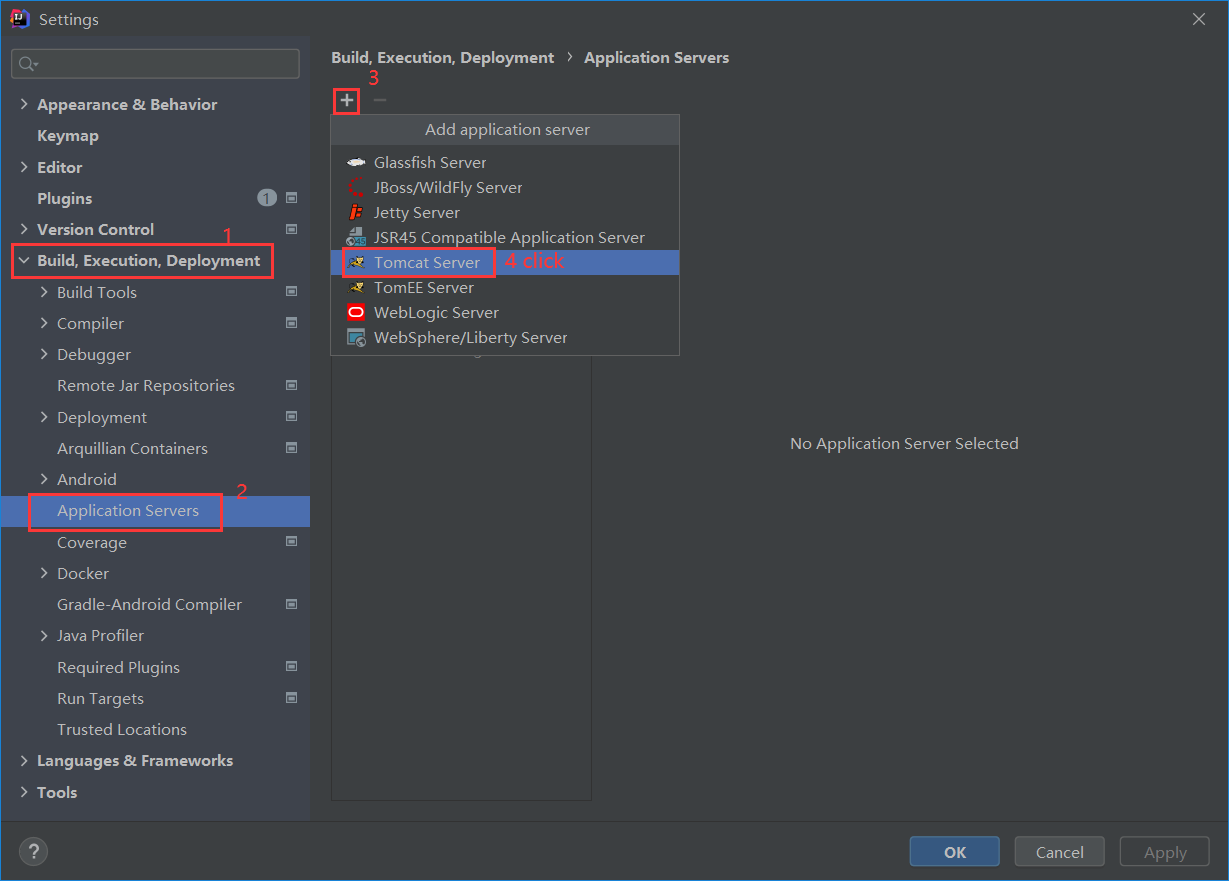 Settings
Build, Execution, Deployment › Application Servers
3
Add application server
Glassfish Server
JBoss/WildFly Server
Jetty Server
JSR45 Compatible Application Server
Tomcat Server 4 click
TomEE Server
WebLogic Server
WebSphere/Liberty Server
No Application Server Selected
Appearance & Behavior
Keymap
Editor
Plugins 1
Version Control
1
Build, Execution, Deployment
Build Tools
Compiler
Debugger
Remote Jar Repositories
Deployment
Arquillian Containers
Android
2
Application Servers
Coverage
Docker
Gradle-Android Compiler
Java Profiler
Required Plugins
Run Targets
Trusted Locations
Languages & Frameworks
Tools
?
OK
Cancel
Apply